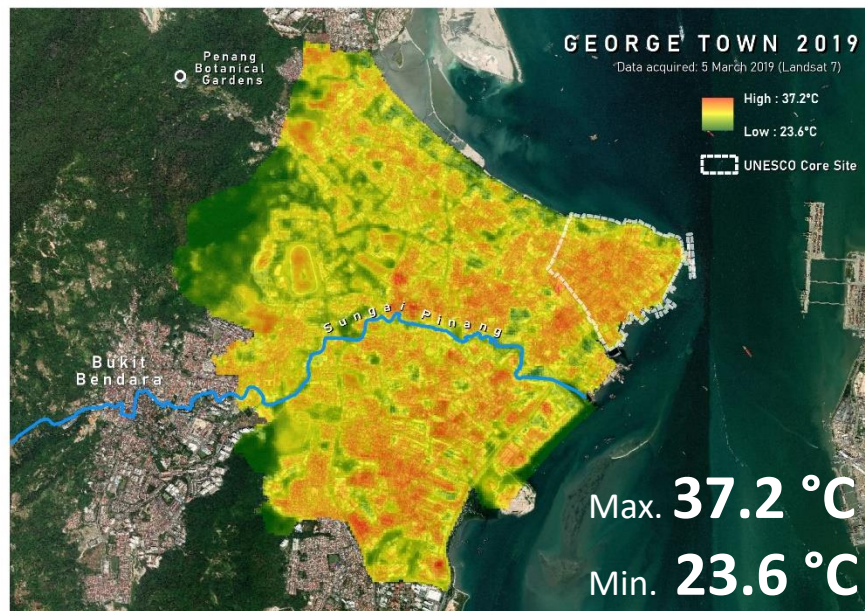 GEORGE TOWN 2019
Data acquired: 5 March 2019 (Landsat 7)
High : 37.2°C
Low : 23.6°C
UNESCO Core Site
Penang
Botanical
Gardens
Sungai Pinang
Bukit
Bendara
Max. 37.2 °C
Min. 23.6 °C